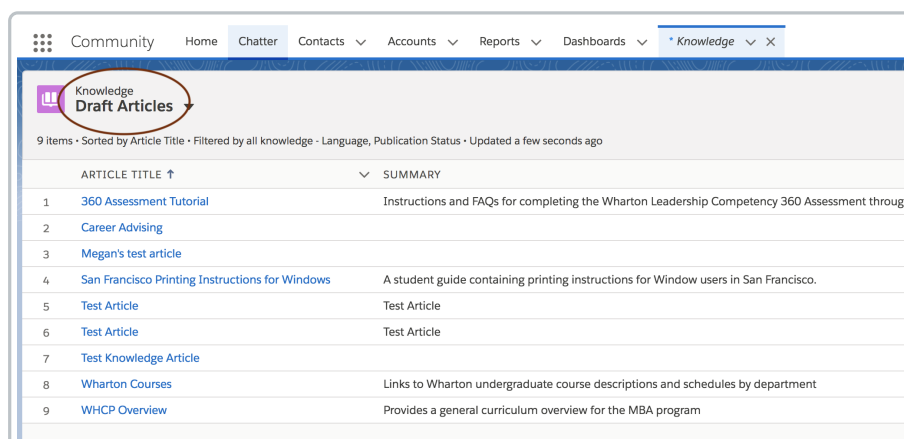 Community Home Chatter Contacts Accounts Reports Dashboards * Knowledge
Knowledge
Draft Articles
9 items • Sorted by Article Title • Filtered by all knowledge - Language, Publication Status • Updated a few seconds ago
ARTICLE TITLE ↑ SUMMARY
1 360 Assessment Tutorial Instructions and FAQs for completing the Wharton Leadership Competency 360 Assessment throug
2 Career Advising
3 Megan's test article
4 San Francisco Printing Instructions for Windows A student guide containing printing instructions for Window users in San Francisco.
5 Test Article Test Article
6 Test Article Test Article
7 Test Knowledge Article
8 Wharton Courses Links to Wharton undergraduate course descriptions and schedules by department
9 WHCP Overview Provides a general curriculum overview for the MBA program